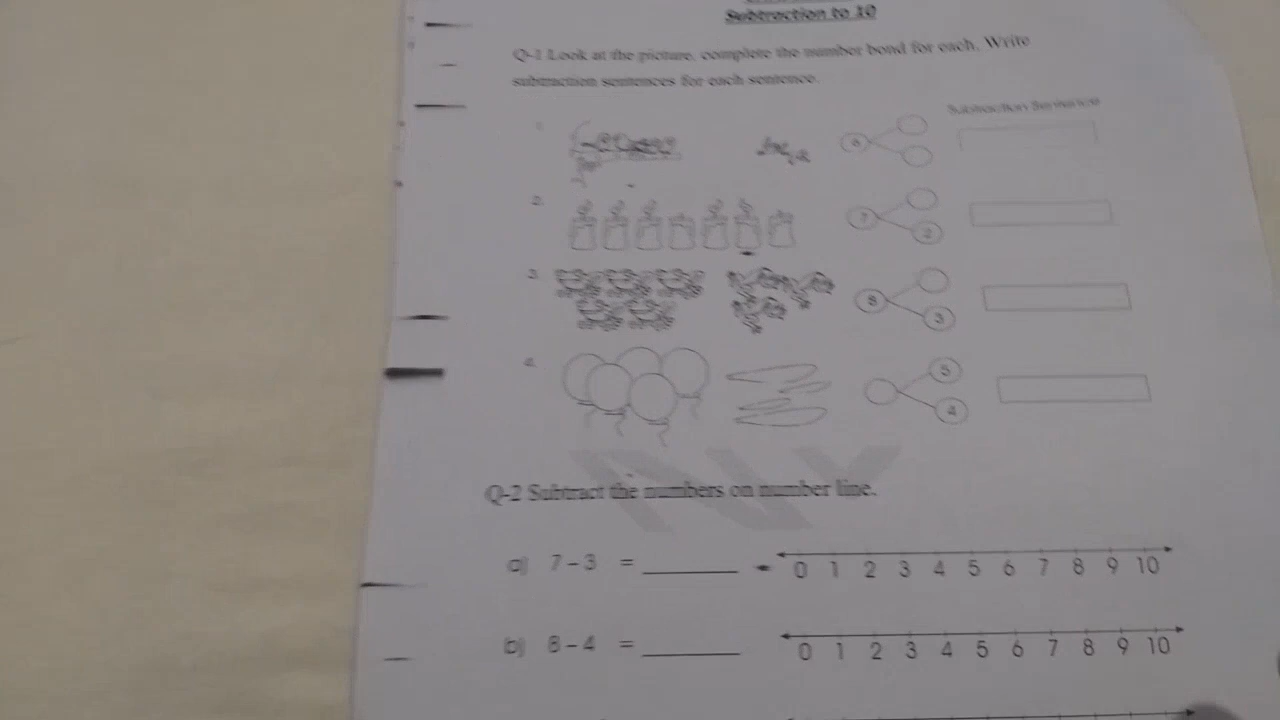 Subtraction to 10
Q-1 Look at the picture, complete the number bond for each. Write
subtraction sentences for each sentence.
Subtraction Sentence
1.
2.
7 2
3.
8 3
4.
5
4
Q-2 Subtract the numbers on number line.
a) 7 – 3 = ________ 0 1 2 3 4 5 6 7 8 9 10
b) 8 – 4 = ________ 0 1 2 3 4 5 6 7 8 9 10